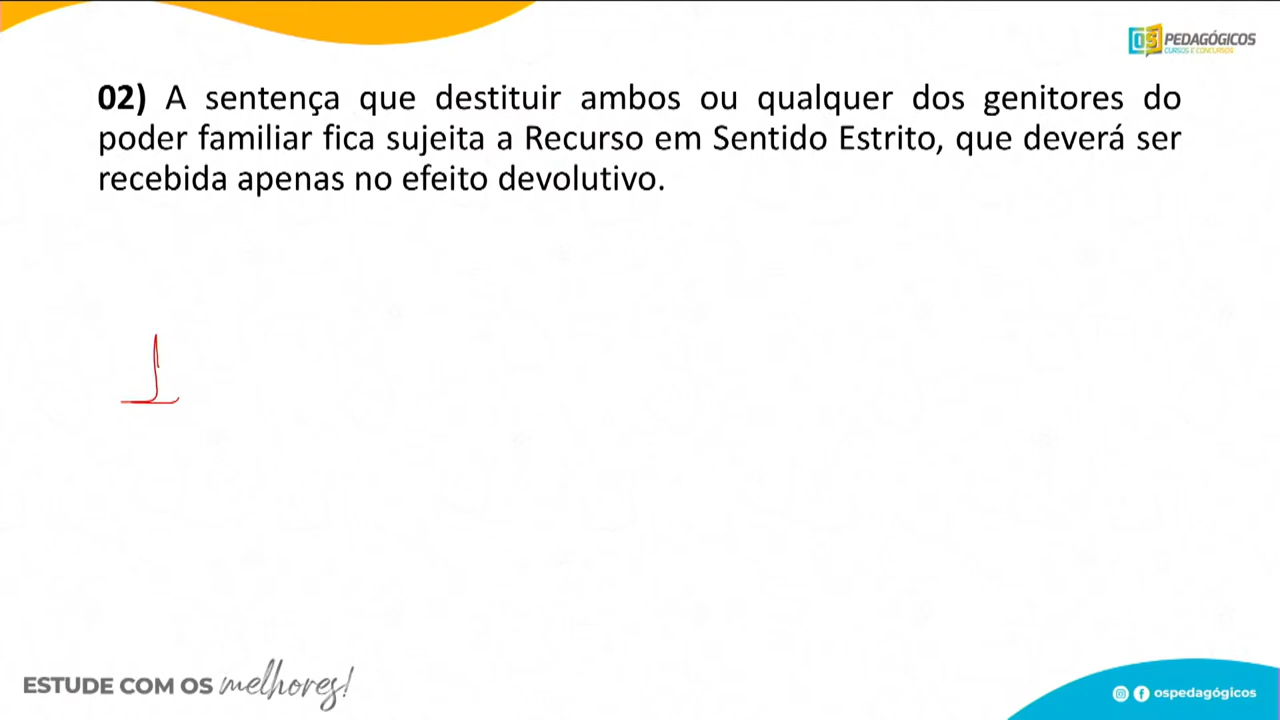 OS PEDAGÓGICOS
CURSOS E CONCURSOS
02) A sentença que destituir ambos ou qualquer dos genitores do
poder familiar fica sujeita a Recurso em Sentido Estrito, que deverá ser
recebida apenas no efeito devolutivo.
ESTUDE COM OS melhores!
ospedagógicos